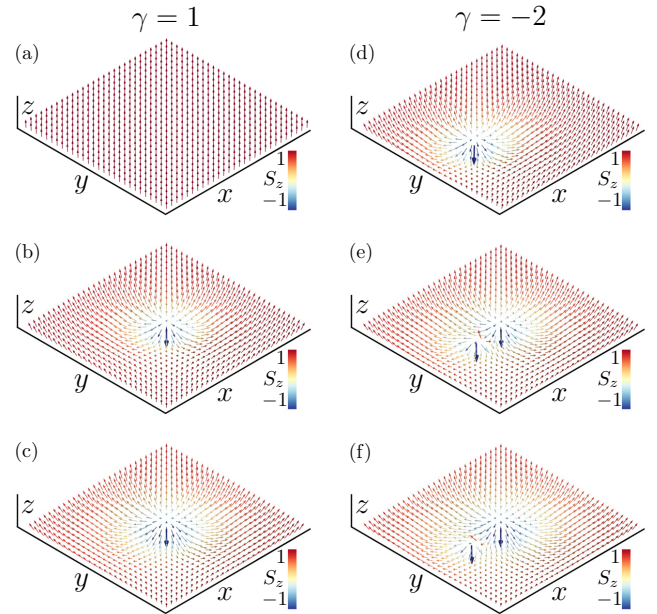 γ = 1
γ = −2
(a)
z
y
x
1
S_z
−1
(d)
z
y
x
1
S_z
−1
(b)
z
y
x
1
S_z
−1
(e)
z
y
x
1
S_z
−1
(c)
z
y
x
1
S_z
−1
(f)
z
y
x
1
S_z
−1